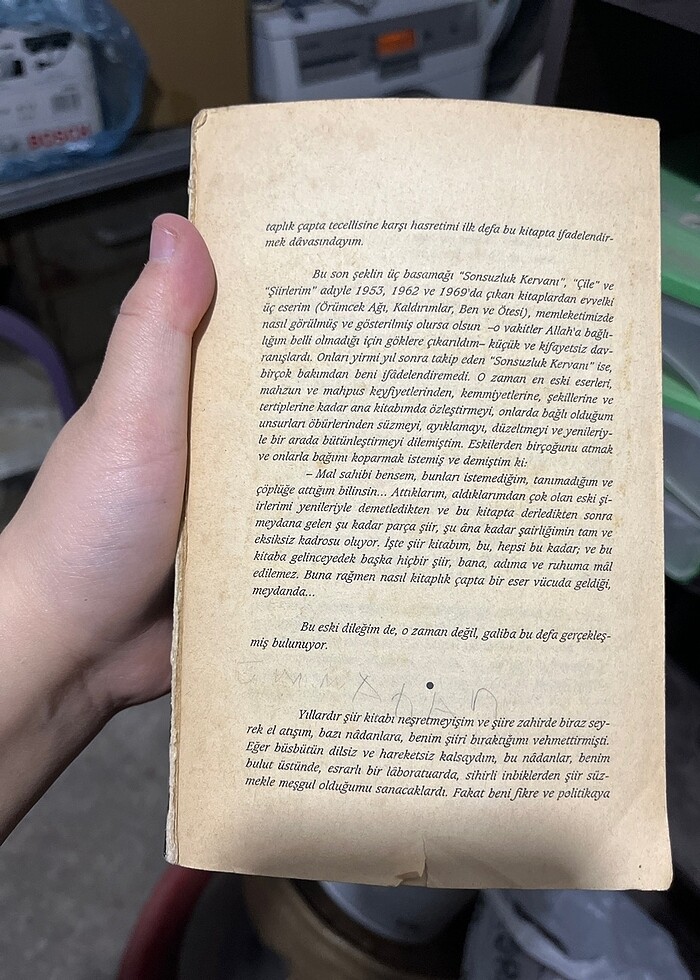 BOSCH
taplık çapta tecellisine karşı hasretimi ilk defa bu kitapta ifadelendir-
mek dâvasındayım.
Bu son şeklin üç basamağı "Sonsuzluk Kervanı", "Çile" ve
"Şiirlerim" adıyle 1953, 1962 ve 1969'da çıkan kitaplardan evvelki
üç eserim (Örümcek Ağı, Kaldırımlar, Ben ve Ötesi), memleketimizde
nasıl görülmüş ve gösterilmiş olursa olsun –o vakitler Allah'a bağlı-
lığım belli olmadığı için göklere çıkarıldım– küçük ve kifayetsiz dav-
ranışlardı. Onları yirmi yıl sonra takip eden "Sonsuzluk Kervanı" ise,
birçok bakımdan beni ifâdelendiremedi. O zaman en eski eserleri,
mahzun ve mahpus keyfiyetlerinden, kemmiyetlerine, şekillerine ve
tertiplerine kadar ana kitabımda özleştirmeyi, onlarda bağlı olduğum
unsurları öbürlerinden süzmeyi, ayıklamayı, düzeltmeyi ve yenileriy-
le bir arada bütünleştirmeyi dilemiştim. Eskilerden birçoğunu atmak
ve onlarla bağımı koparmak istemiş ve demiştim ki:
– Mal sahibi bensem, bunları istemediğim, tanımadığım ve
çöplüğe attığım bilinsin... Attıklarım, aldıklarımdan çok olan eski şi-
irlerimi yenileriyle demetledikten ve bu kitapta derledikten sonra
meydana gelen şu kadar parça şiir, şu âna kadar şairliğimin tam ve
eksiksiz kadrosu oluyor. İşte şiir kitabım, bu, hepsi bu kadar; ve bu
kitaba gelinceyedek başka hiçbir şiir, bana, adıma ve ruhuma mâl
edilemez. Buna rağmen nasıl kitaplık çapta bir eser vücuda geldiği,
meydanda...
Bu eski dileğim de, o zaman değil, galiba bu defa gerçekleş-
miş bulunuyor.
•
Yıllardır şiir kitabı neşretmeyişim ve şiire zahirde biraz sey-
rek el atışım, bazı nâdanlara, benim şiiri bıraktığımı vehmettirmişti.
Eğer büsbütün dilsiz ve hareketsiz kalsaydım, bu nâdanlar, benim
bulut üstünde, esrarlı bir lâboratuarda, sihirli inbiklerden şiir süz-
mekle meşgul olduğumu sanacaklardı. Fakat beni fikre ve politikaya